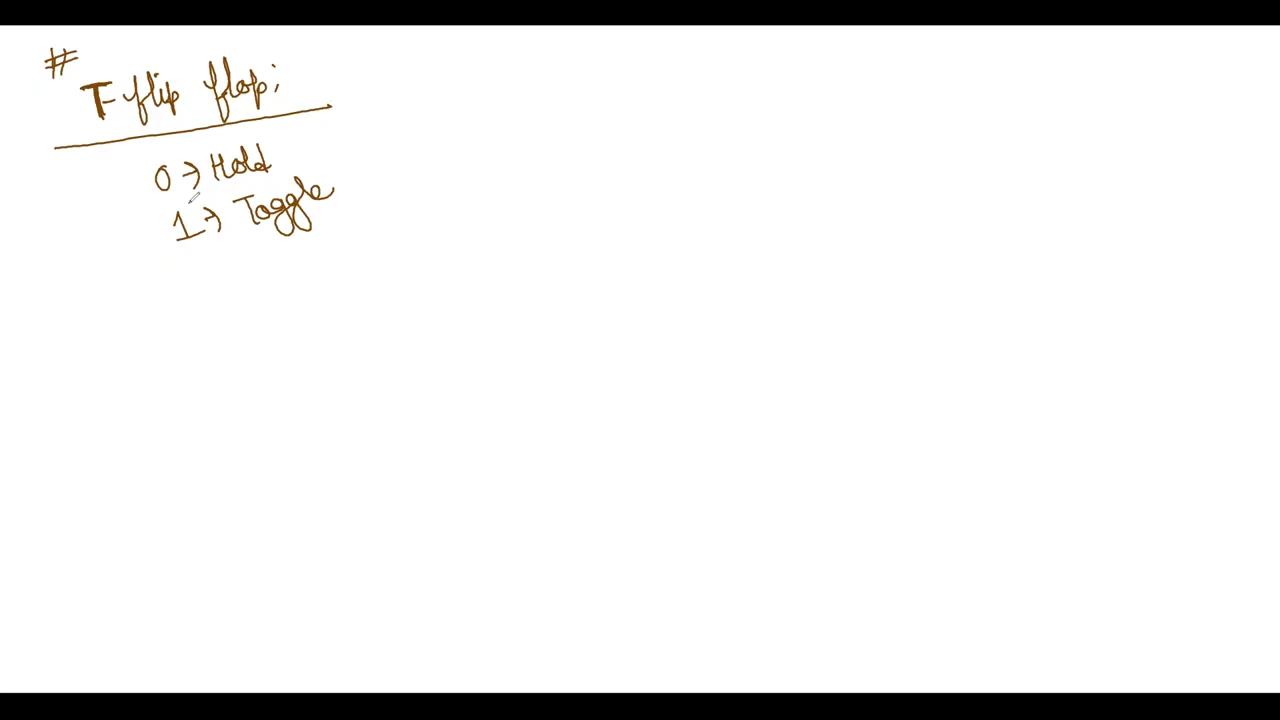 #
T-flip flop:
0 → Hold
1 → Toggle